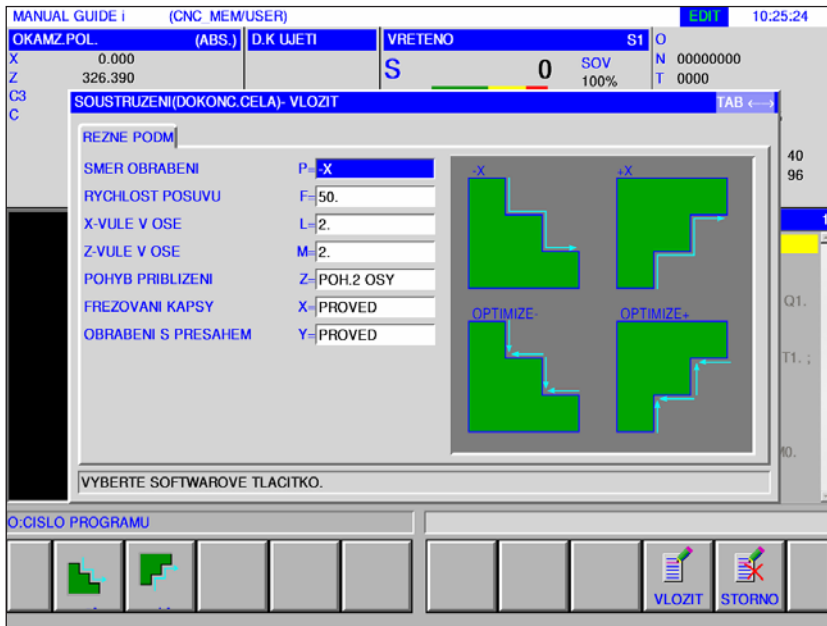 MANUAL GUIDE i (CNC_MEM/USER) EDIT 10:25:24
OKAMZ.POL. (ABS.) D.K UJETI VRETENO S1 O
X 0.000 N 00000000
Z 326.390 S 0 SOV T 0000
C3 100%
C
SOUSTRUZENI(DOKONC.CELA)- VLOZIT TAB
REZNE PODM
SMER OBRABENI P= -X
RYCHLOST POSUVU F= 50.
X-VULE V OSE L= 2.
Z-VULE V OSE M= 2.
POHYB PRIBLIZENI Z= POH.2 OSY
FREZOVANI KAPSY X= PROVED
OBRABENI S PRESAHEM Y= PROVED
-X +X
OPTIMIZE- OPTIMIZE+
40
96
1
Q1.
T1. ;
M0.
VYBERTE SOFTWAROVE TLACITKO.
O:CISLO PROGRAMU
VLOZIT STORNO